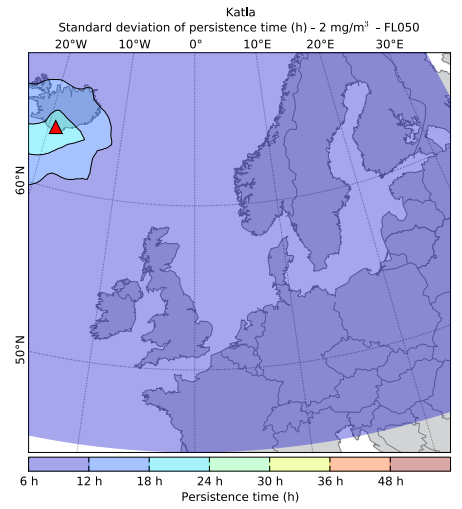 Katla
Standard deviation of persistence time (h) – 2 mg/m³ – FL050
20°W 10°W 0° 10°E 20°E 30°E
60°N
50°N
6 h 12 h 18 h 24 h 30 h 36 h 48 h
Persistence time (h)